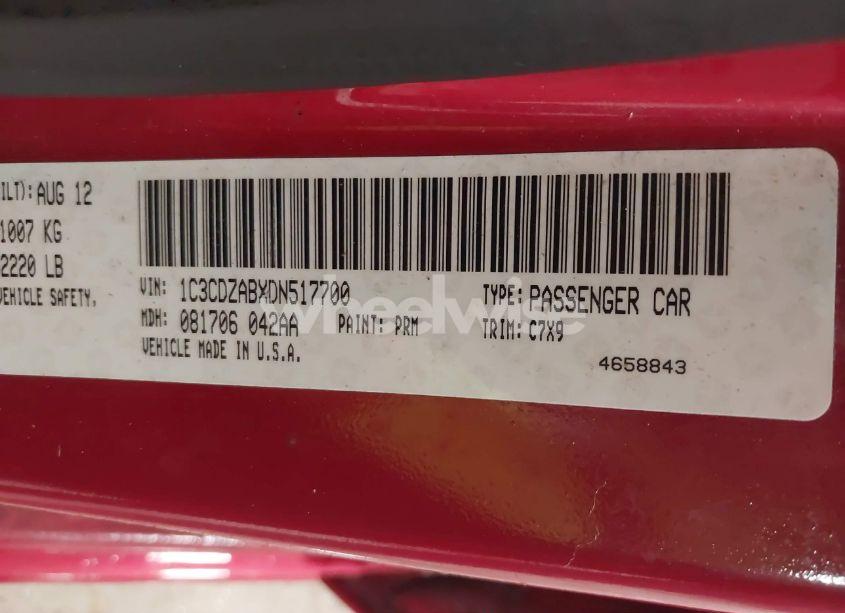 ILT): AUG 12
1007 KG
2220 LB
VEHICLE SAFETY,
VIN: 1C3CDZABXDN517700 TYPE: PASSENGER CAR
MDH: 081706 042AA PAINT: PRM TRIM: C7X9
VEHICLE MADE IN U.S.A. 4658843
wheelwise